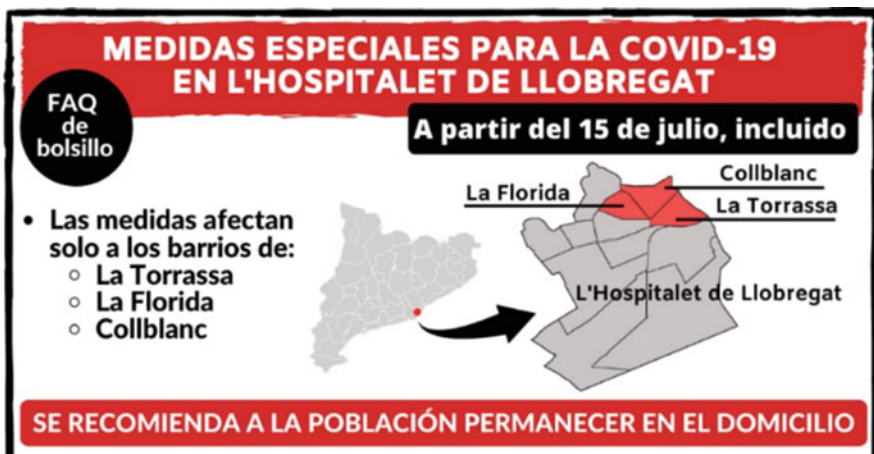 MEDIDAS ESPECIALES PARA LA COVID-19
EN L'HOSPITALET DE LLOBREGAT
FAQ
de
bolsillo
A partir del 15 de julio, incluido
• Las medidas afectan
solo a los barrios de:
○ La Torrassa
○ La Florida
○ Collblanc
La Florida
Collblanc
La Torrassa
L'Hospitalet de Llobregat
SE RECOMIENDA A LA POBLACIÓN PERMANECER EN EL DOMICILIO